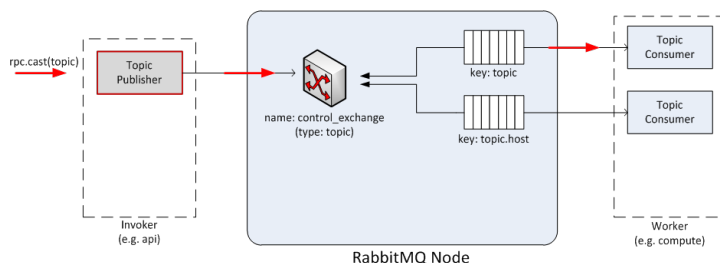 rpc.cast(topic)
Topic
Publisher
name: control_exchange
(type: topic)
key: topic
key: topic.host
Topic
Consumer
Topic
Consumer
Invoker
(e.g. api)
Worker
(e.g. compute)
RabbitMQ Node